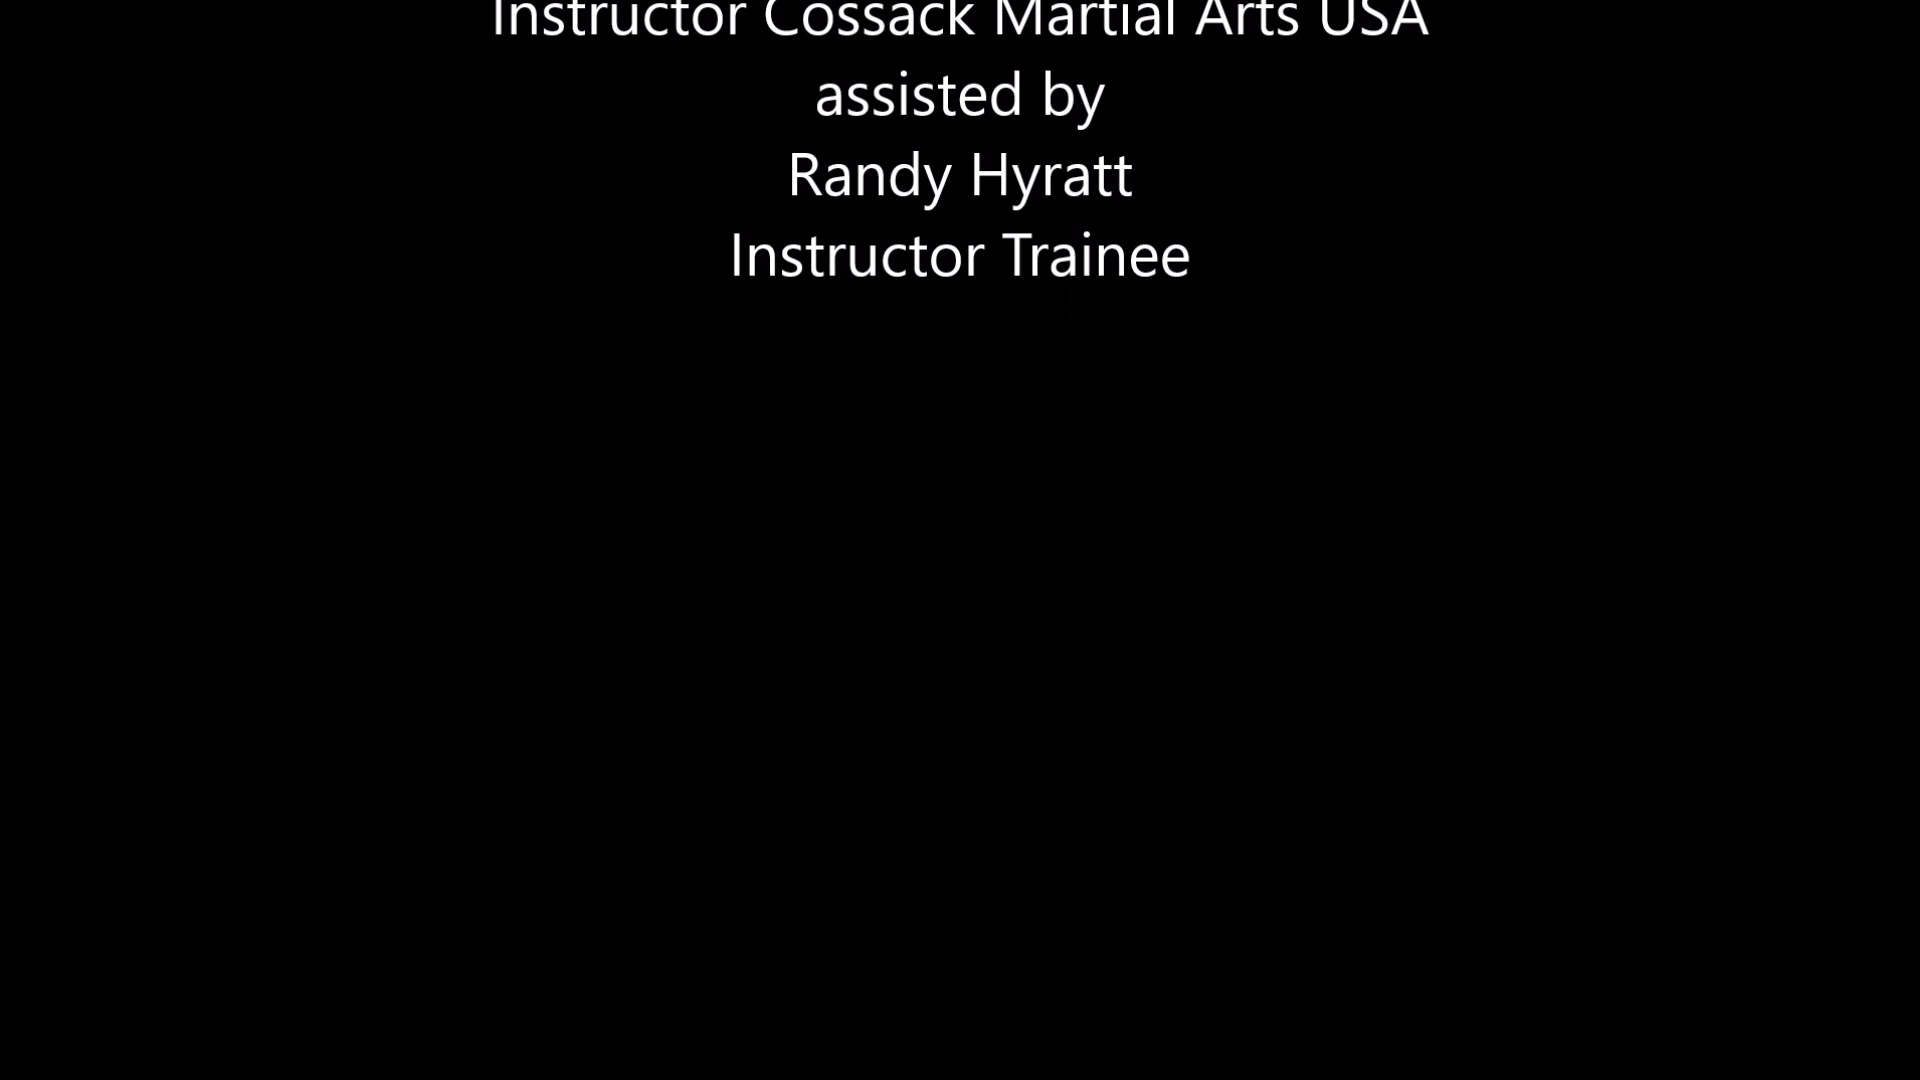 Instructor Cossack Martial Arts USA
assisted by
Randy Hyratt
Instructor Trainee